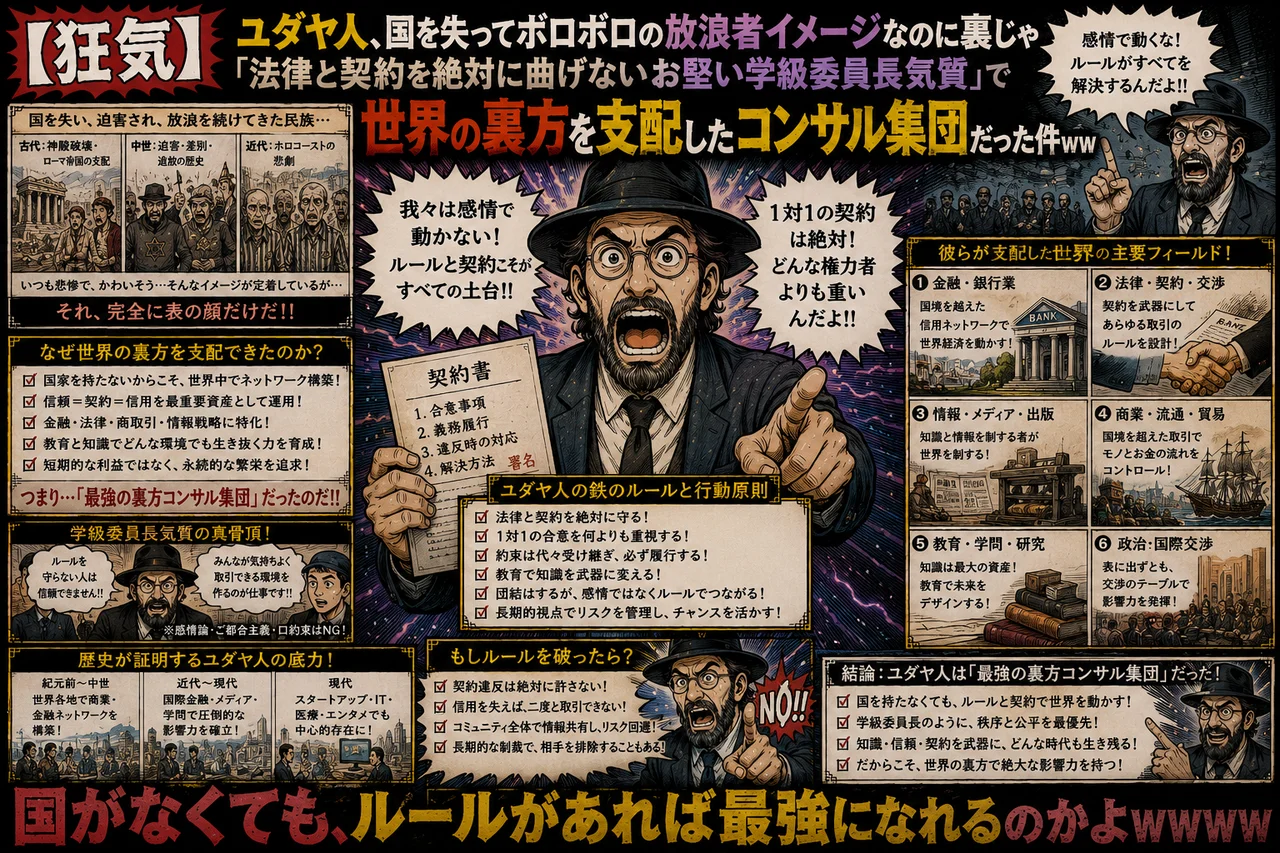 【狂気】
ユダヤ人、国を失ってボロボロの放浪者イメージなのに裏じゃ
「法律と契約を絶対に曲げないお堅い学級委員長気質」で
世界の裏方を支配したコンサル集団だった件ww
感情で動くな!
ルールがすべてを
解決するんだよ!!
国を失い、迫害され、放浪を続けてきた民族…
古代:神殿破壊・
ローマ帝国の支配
中世:迫害・差別・
追放の歴史
近代:ホロコーストの
悲劇
いつも悲惨で、かわいそう…そんなイメージが定着しているが…
それ、完全に表の顔だけだ!!
なぜ世界の裏方を支配できたのか?
国家を持たないからこそ、世界中でネットワーク構築!
信頼=契約=信用を最重要資産として運用!
金融・法律・商取引・情報戦略に特化!
教育と知識でどんな環境でも生き抜く力を育成!
短期的な利益ではなく、永続的な繁栄を追求!
つまり…「最強の裏方コンサル集団」だったのだ!!
学級委員長気質の真骨頂!
ルールを
守らない人は
信頼できません!!
みんなが気持ちよく
取引できる環境を
作るのが仕事です!!
※感情論・ご都合主義・口約束はNG!
我々は感情で
動かない!
ルールと契約こそが
すべての土台!!
1対1の契約
は絶対!
どんな権力者
よりも重い
んだよ!!
契約書
1. 合意事項
2. 義務履行
3. 違反時の対応
4. 解決方法
署名
ユダヤ人の鉄のルールと行動原則
法律と契約を絶対に守る!
1対1の合意を何よりも重視する!
約束は代々受け継ぎ、必ず履行する!
教育で知識を武器に変える!
団結はするが、感情ではなくルールでつながる!
長期的視点でリスクを管理し、チャンスを活かす!
彼らが支配した世界の主要フィールド!
❶ 金融・銀行業
国境を越えた
信用ネットワークで
世界経済を動かす!
BANK
❷ 法律・契約・交渉
契約を武器にして
あらゆる取引の
ルールを設計!
❸ 情報・メディア・出版
知識と情報を制する者が
世界を制する!
❹ 商業・流通・貿易
国境を超えた取引で
モノとお金の流れを
コントロール!
❺ 教育・学問・研究
知識は最大の資産!
教育で未来を
デザインする!
❻ 政治・国際交渉
表に出ずとも、
交渉のテーブルで
影響力を発揮!
歴史が証明するユダヤ人の底力!
紀元前〜中世
世界各地で商業・
金融ネットワークを
構築!
近代〜現代
国際金融・メディア・
学問で圧倒的な
影響力を確立!
現代
スタートアップ・IT・
医療・エンタメでも
中心的存在に!
もしルールを破ったら?
契約違反は絶対に許さない!
信用を失えば、二度と取引できない!
コミュニティ全体で情報共有し、リスク回避!
長期的な制裁で、相手を排除することもある!
NO!!
結論:ユダヤ人は「最強の裏方コンサル集団」だった!
国を持たなくても、ルールと契約で世界を動かす!
学級委員長のように、秩序と公平を最優先!
知識・信頼・契約を武器に、どんな時代も生き残る!
だからこそ、世界の裏方で絶大な影響力を持つ!
国がなくても、ルールがあれば最強になれるのかよwwww